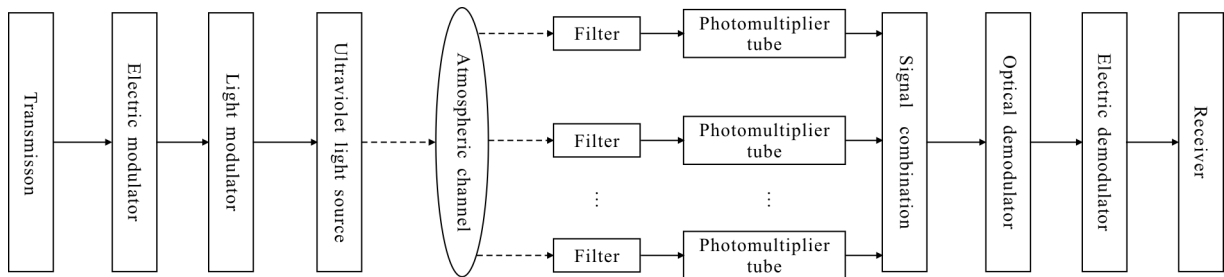 Transmisson
Electric modulator
Light modulator
Ultraviolet light source
Atmospheric channel
Filter
Photomultiplier
tube
Filter
Photomultiplier
tube
...
...
Filter
Photomultiplier
tube
Signal combination
Optical demodulator
Electric demodulator
Receiver